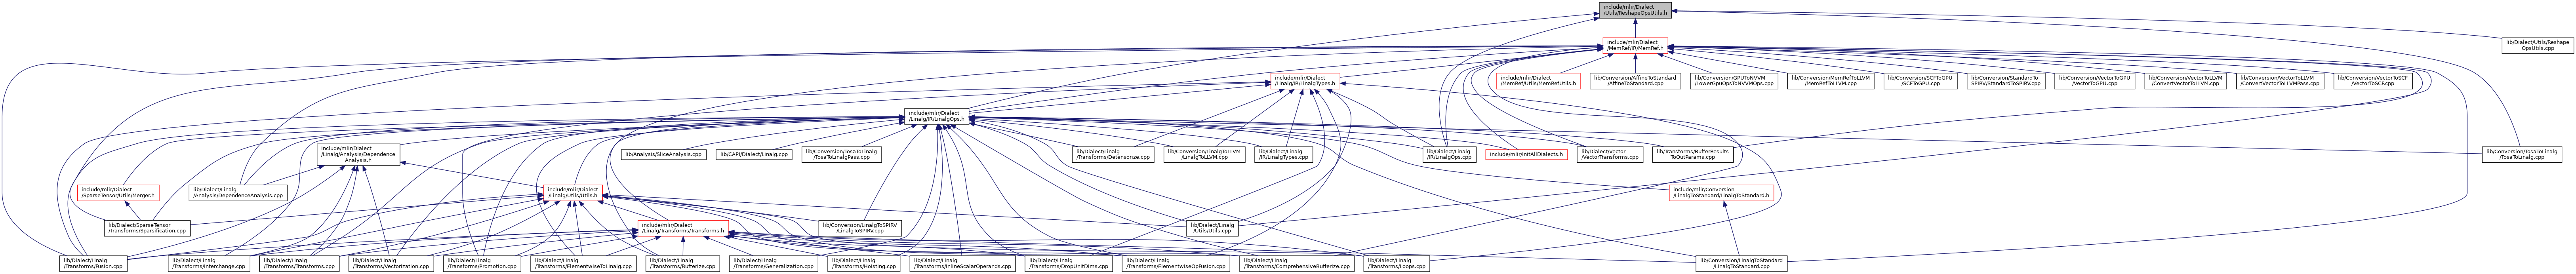 include/mlir/Dialect
/Utils/ReshapeOpsUtils.h
include/mlir/Dialect
/MemRef/IR/MemRef.h
lib/Dialect/Utils/Reshape
OpsUtils.cpp
include/mlir/Dialect
/Linalg/IR/LinalgTypes.h
include/mlir/Dialect
/MemRef/Utils/MemRefUtils.h
lib/Conversion/AffineToStandard
/AffineToStandard.cpp
lib/Conversion/GPUToNVVM
/LowerGpuOpsToNVVMOps.cpp
lib/Conversion/MemRefToLLVM
/MemRefToLLVM.cpp
lib/Conversion/SCFToGPU
/SCFToGPU.cpp
lib/Conversion/StandardTo
SPIRV/StandardToSPIRV.cpp
lib/Conversion/VectorToGPU
/VectorToGPU.cpp
lib/Conversion/VectorToLLVM
/ConvertVectorToLLVM.cpp
lib/Conversion/VectorToLLVM
/ConvertVectorToLLVMPass.cpp
lib/Conversion/VectorToSCF
/VectorToSCF.cpp
include/mlir/Dialect
/Linalg/IR/LinalgOps.h
include/mlir/Dialect
/Linalg/Analysis/Dependence
Analysis.h
lib/Analysis/SliceAnalysis.cpp
lib/CAPI/Dialect/Linalg.cpp
lib/Conversion/TosaToLinalg
/TosaToLinalgPass.cpp
lib/Dialect/Linalg
/Transforms/Detensorize.cpp
lib/Conversion/LinalgToLLVM
/LinalgToLLVM.cpp
lib/Dialect/Linalg
/IR/LinalgTypes.cpp
lib/Dialect/Linalg
/IR/LinalgOps.cpp
include/mlir/InitAllDialects.h
lib/Dialect/Vector
/VectorTransforms.cpp
lib/Transforms/BufferResults
ToOutParams.cpp
lib/Conversion/TosaToLinalg
/TosaToLinalg.cpp
include/mlir/Dialect
/SparseTensor/Utils/Merger.h
lib/Dialect/Linalg
/Analysis/DependenceAnalysis.cpp
include/mlir/Dialect
/Linalg/Utils/Utils.h
include/mlir/Conversion
/LinalgToStandard/LinalgToStandard.h
lib/Dialect/SparseTensor
/Transforms/Sparsification.cpp
include/mlir/Dialect
/Linalg/Transforms/Transforms.h
lib/Conversion/LinalgToSPIRV
/LinalgToSPIRV.cpp
lib/Dialect/Linalg
/Utils/Utils.cpp
lib/Dialect/Linalg
/Transforms/Fusion.cpp
lib/Dialect/Linalg
/Transforms/Interchange.cpp
lib/Dialect/Linalg
/Transforms/Transforms.cpp
lib/Dialect/Linalg
/Transforms/Vectorization.cpp
lib/Dialect/Linalg
/Transforms/Promotion.cpp
lib/Dialect/Linalg
/Transforms/ElementwiseToLinalg.cpp
lib/Dialect/Linalg
/Transforms/Bufferize.cpp
lib/Dialect/Linalg
/Transforms/Generalization.cpp
lib/Dialect/Linalg
/Transforms/Hoisting.cpp
lib/Dialect/Linalg
/Transforms/InlineScalarOperands.cpp
lib/Dialect/Linalg
/Transforms/DropUnitDims.cpp
lib/Dialect/Linalg
/Transforms/ElementwiseOpFusion.cpp
lib/Dialect/Linalg
/Transforms/ComprehensiveBufferize.cpp
lib/Dialect/Linalg
/Transforms/Loops.cpp
lib/Conversion/LinalgToStandard
/LinalgToStandard.cpp